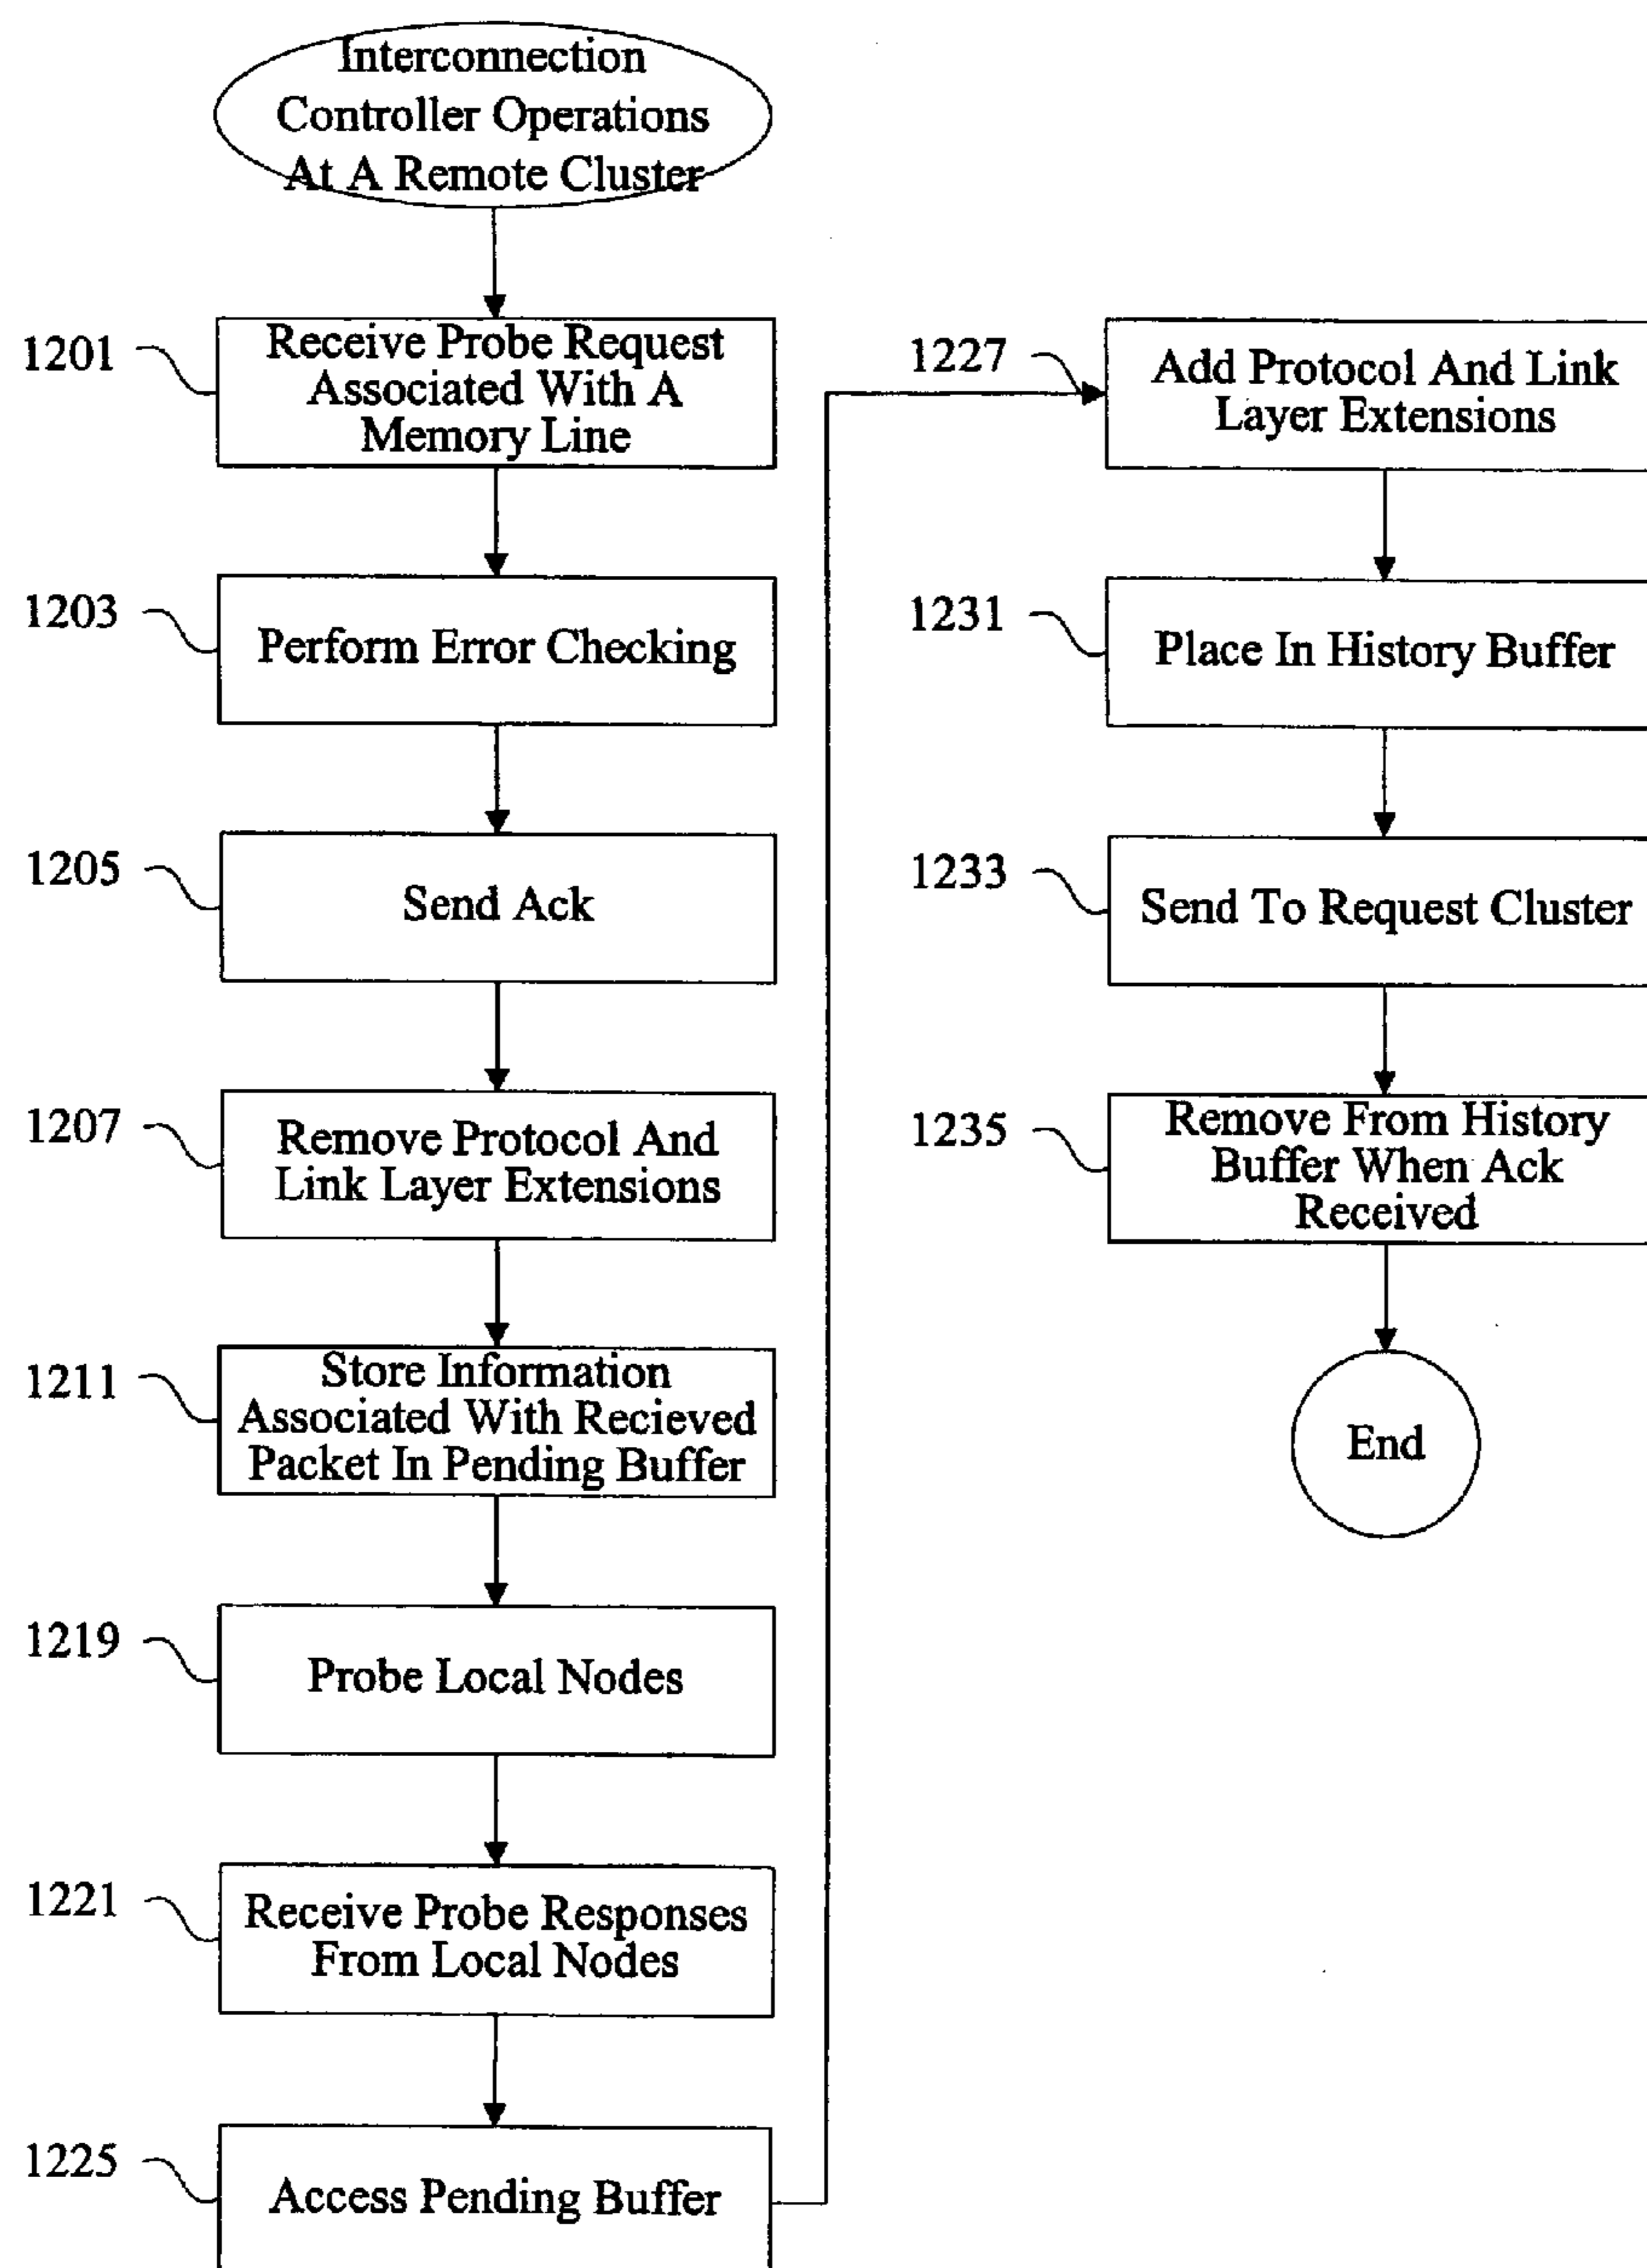 Interconnection
Controller Operations
At A Remote Cluster
1201
Receive Probe Request
Associated With A
Memory Line
1203
Perform Error Checking
1205
Send Ack
1207
Remove Protocol And
Link Layer Extensions
1211
Store Information
Associated With Recieved
Packet In Pending Buffer
1219
Probe Local Nodes
1221
Receive Probe Responses
From Local Nodes
1225
Access Pending Buffer
1227
Add Protocol And Link
Layer Extensions
1231
Place In History Buffer
1233
Send To Request Cluster
1235
Remove From History
Buffer When Ack
Received
End